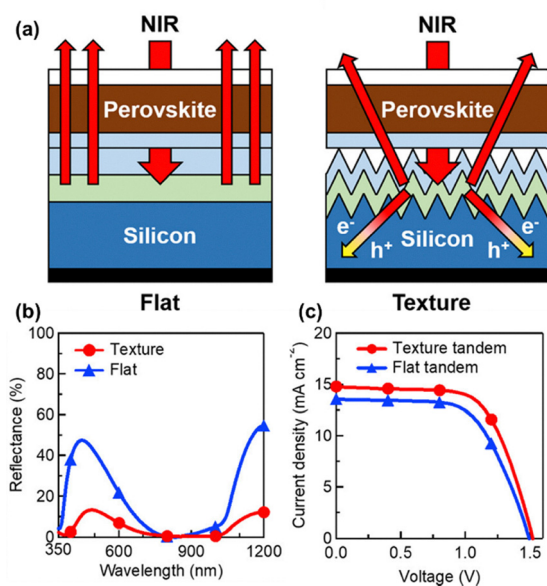 (a)
NIR
NIR
Perovskite
Perovskite
Silicon
e⁻
h⁺
Silicon
h⁺
e⁻
Flat
Texture
(b)
Reflectance (%)
100
80
60
40
20
0
Texture
Flat
350
600
900
1200
Wavelength (nm)
(c)
Current density (mA cm⁻²)
20
15
10
5
0
Texture tandem
Flat tandem
0.0
0.5
1.0
1.5
Voltage (V)